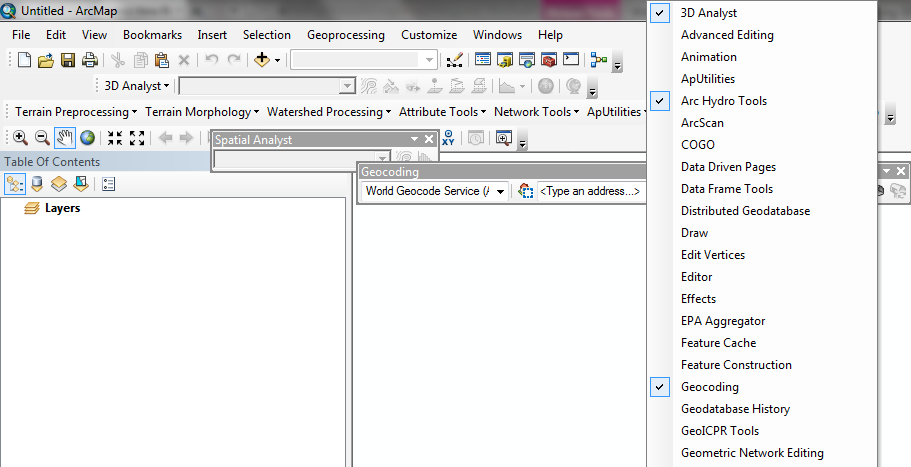 Untitled - ArcMap
File Edit View Bookmarks Insert Selection Geoprocessing Customize Windows Help
3D Analyst
Terrain Preprocessing Terrain Morphology Watershed Processing Attribute Tools Network Tools ApUtilities
XY
Spatial Analyst
Table Of Contents
Geocoding
World Geocode Service (A <Type an address...>
Layers
3D Analyst
Advanced Editing
Animation
ApUtilities
Arc Hydro Tools
ArcScan
COGO
Data Driven Pages
Data Frame Tools
Distributed Geodatabase
Draw
Edit Vertices
Editor
Effects
EPA Aggregator
Feature Cache
Feature Construction
Geocoding
Geodatabase History
GeoICPR Tools
Geometric Network Editing